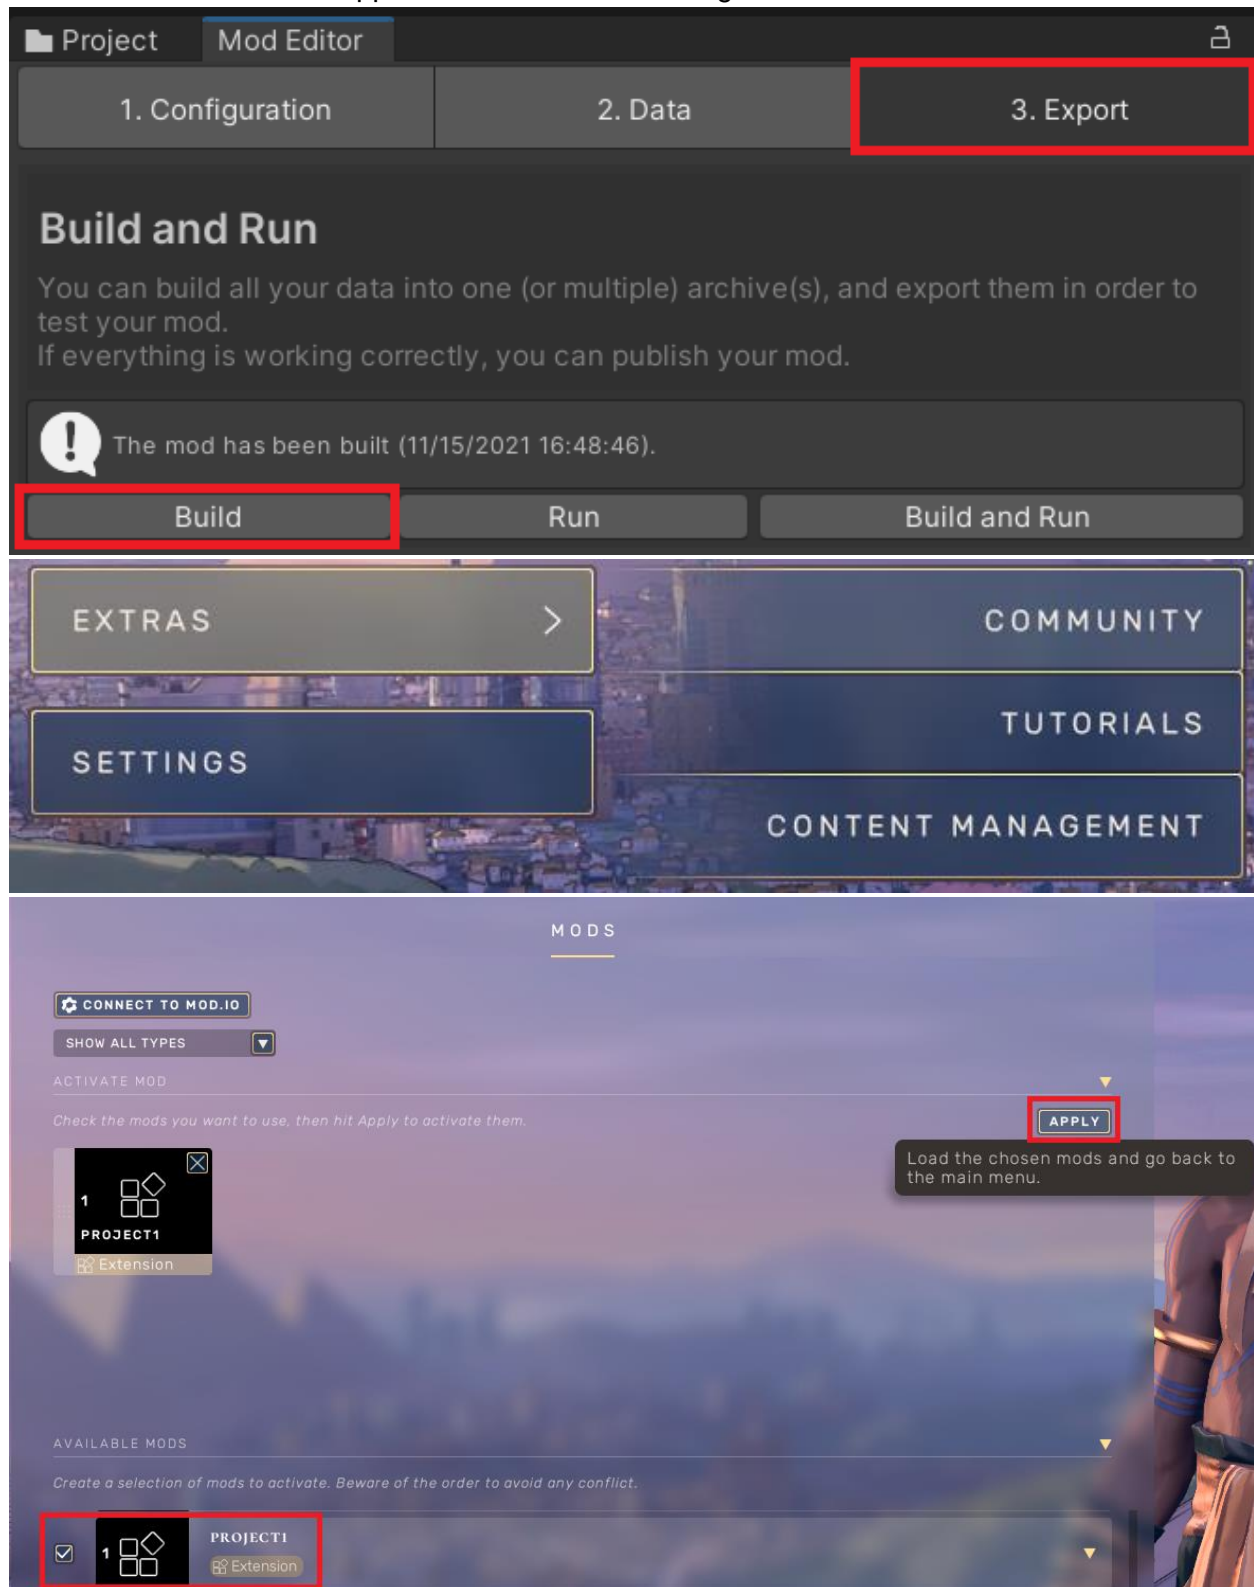 Project
Mod Editor
1. Configuration
2. Data
3. Export
Build and Run
You can build all your data into one (or multiple) archive(s), and export them in order to
test your mod.
If everything is working correctly, you can publish your mod.
The mod has been built (11/15/2021 16:48:46).
Build
Run
Build and Run
EXTRAS
COMMUNITY
TUTORIALS
SETTINGS
CONTENT MANAGEMENT
MODS
CONNECT TO MOD.IO
SHOW ALL TYPES
ACTIVATE MOD
Check the mods you want to use, then hit Apply to activate them.
APPLY
Load the chosen mods and go back to
the main menu.
1
PROJECT1
Extension
AVAILABLE MODS
Create a selection of mods to activate. Beware of the order to avoid any conflict.
1
PROJECT1
Extension